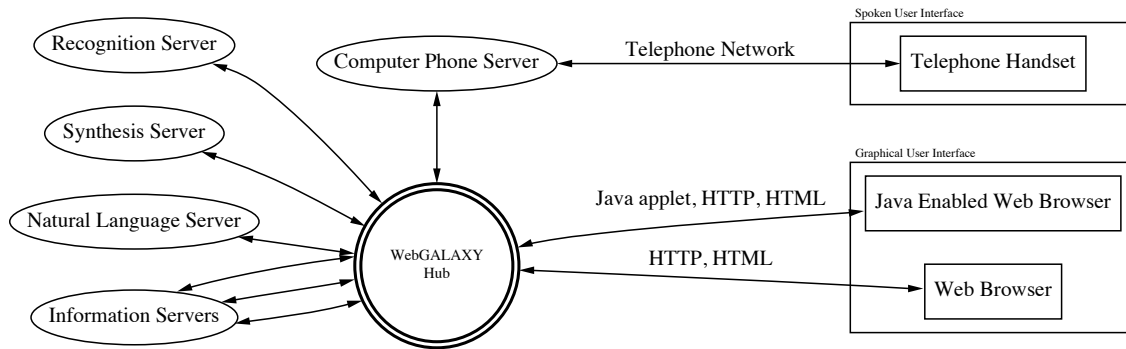 Spoken User Interface
Recognition Server
Computer Phone Server
Telephone Network
Telephone Handset
Synthesis Server
Graphical User Interface
Java applet, HTTP, HTML
Java Enabled Web Browser
Natural Language Server
WebGALAXY
Hub
HTTP, HTML
Web Browser
Information Servers